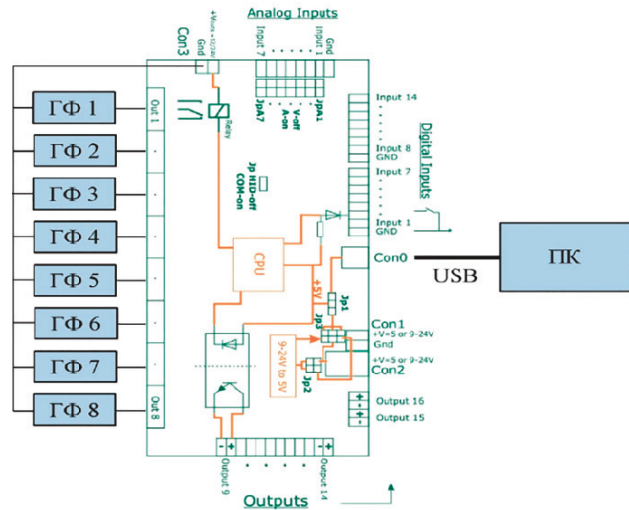 Analog Inputs
Input 7
Input 1
Gnd
+Vunreg=12/24V
Gnd
Con3
JpA7
A-on
V-off
JpA1
Relay
Jp HID-off
COM-on
Input 14
Input 8
GND
Digital Inputs
Input 7
Input 1
GND
ГФ 1
Out 1
ГФ 2
ГФ 3
ГФ 4
ГФ 5
ГФ 6
ГФ 7
ГФ 8
Out 8
CPU
+5V
Con0
USB
ПК
Jp1
Jp3
Con1
+V=5 or 9-24V
Gnd
+V=5 or 9-24V
Con2
9-24V to 5V
Jp2
+
-
Output 16
+
-
Output 15
- +
- +
Output 9
Output 14
Outputs